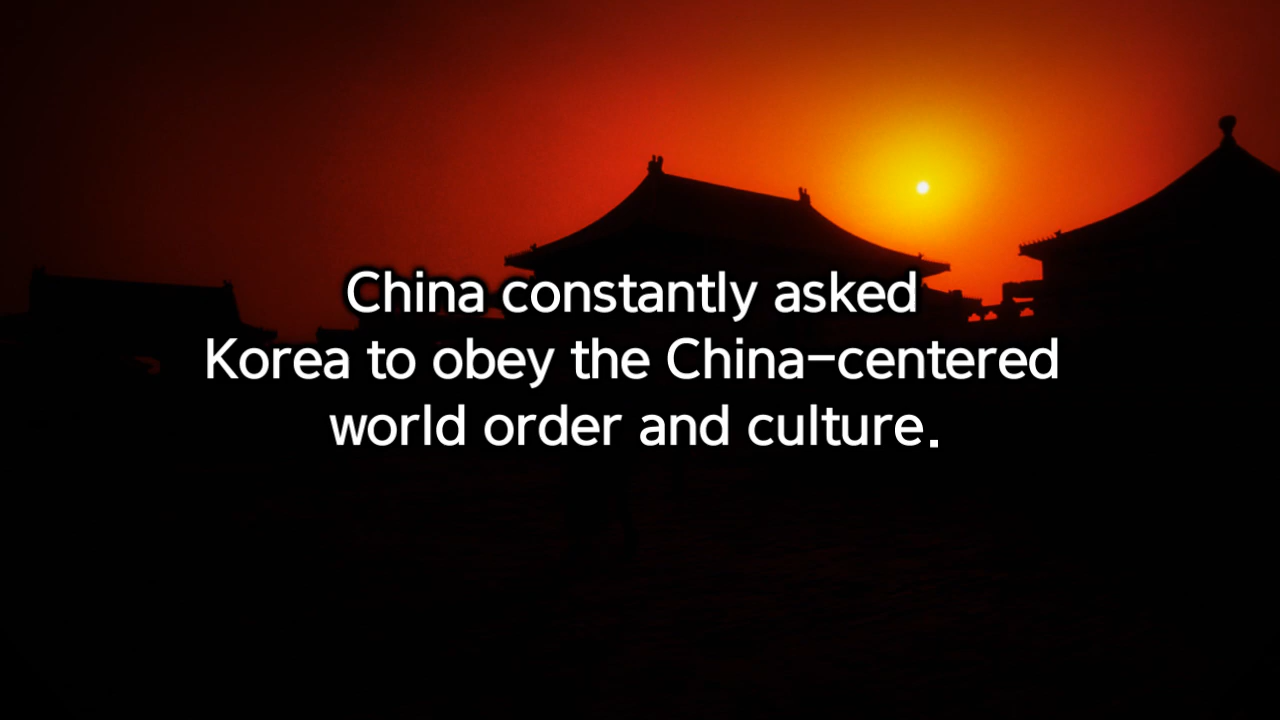 China constantly asked
Korea to obey the China-centered
world order and culture.